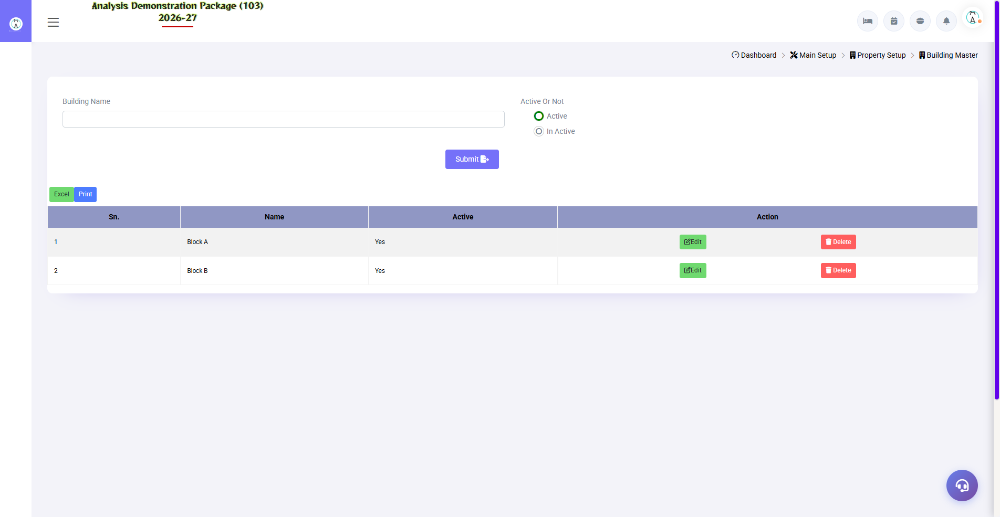 Analysis Demonstration Package (103)
2026-27
Dashboard > Main Setup > Property Setup > Building Master
Building Name
Active Or Not
Active
In Active
Submit
Excel Print
Sn. Name Active Action
1 Block A Yes Edit Delete
2 Block B Yes Edit Delete